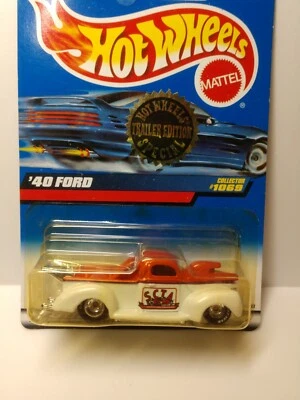 Hot Wheels
MATTEL
HOT WHEELS
TRAILER EDITION
SPECIAL
'40 FORD
COLLECTOR
#1069